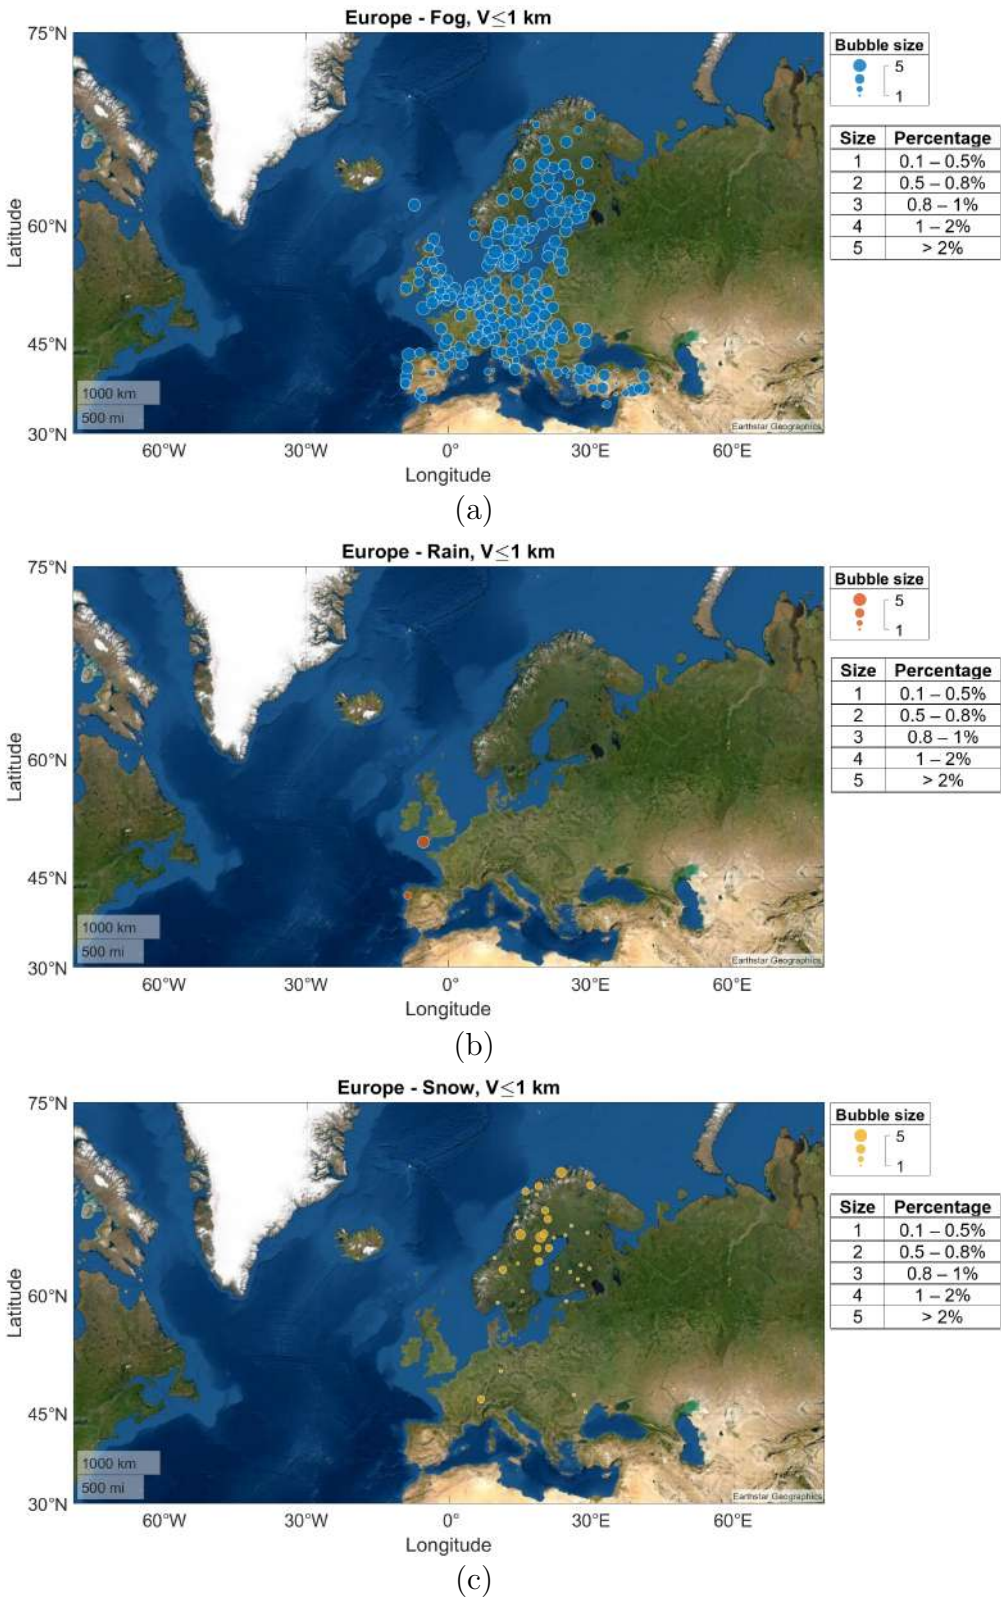 Europe - Fog, V≤1 km
75°N
60°N
45°N
30°N
Latitude
1000 km
500 mi
Earthstar Geographics
60°W 30°W 0° 30°E 60°E
Longitude
Bubble size
5
1
Size Percentage
1 0.1 – 0.5%
2 0.5 – 0.8%
3 0.8 – 1%
4 1 – 2%
5 > 2%
(a)
Europe - Rain, V≤1 km
75°N
60°N
45°N
30°N
Latitude
1000 km
500 mi
Earthstar Geographics
60°W 30°W 0° 30°E 60°E
Longitude
Bubble size
5
1
Size Percentage
1 0.1 – 0.5%
2 0.5 – 0.8%
3 0.8 – 1%
4 1 – 2%
5 > 2%
(b)
Europe - Snow, V≤1 km
75°N
60°N
45°N
30°N
Latitude
1000 km
500 mi
Earthstar Geographics
60°W 30°W 0° 30°E 60°E
Longitude
Bubble size
5
1
Size Percentage
1 0.1 – 0.5%
2 0.5 – 0.8%
3 0.8 – 1%
4 1 – 2%
5 > 2%
(c)